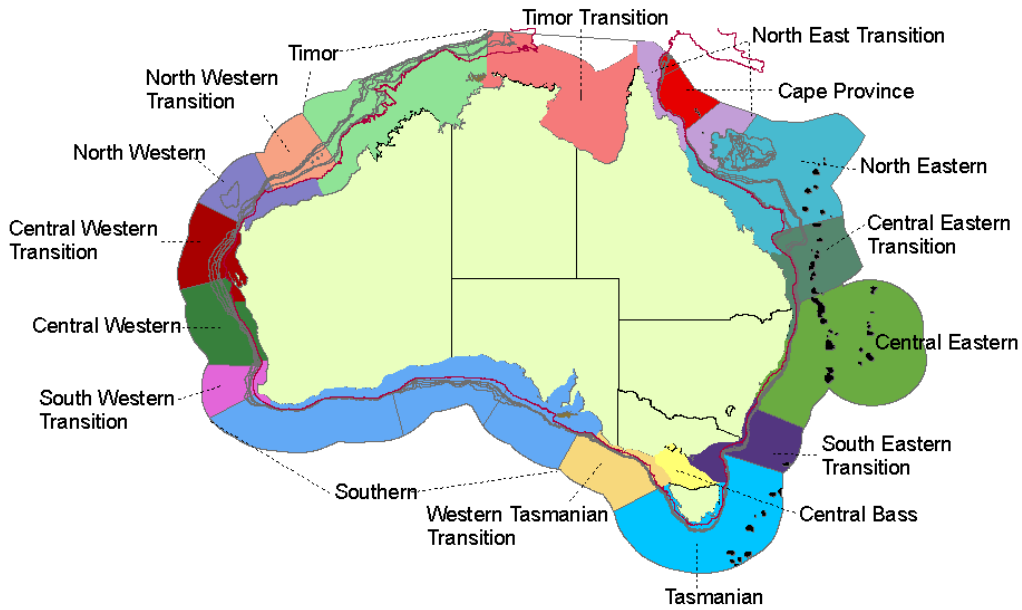 Timor Transition
North East Transition
Timor
North Western
Transition
Cape Province
North Western
North Eastern
Central Western
Transition
Central Eastern
Transition
Central Western
Central Eastern
South Western
Transition
South Eastern
Transition
Southern
Western Tasmanian
Transition
Central Bass
Tasmanian